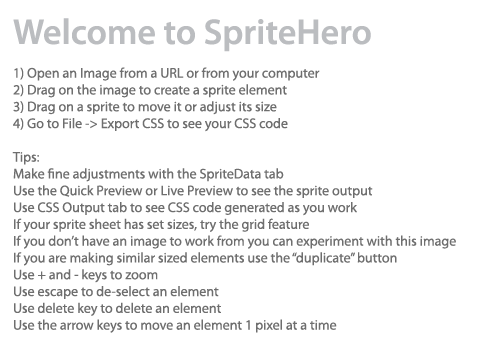 Welcome to SpriteHero
1) Open an Image from a URL or from your computer
2) Drag on the image to create a sprite element
3) Drag on a sprite to move it or adjust its size
4) Go to File -> Export CSS to see your CSS code
Tips:
Make fine adjustments with the SpriteData tab
Use the Quick Preview or Live Preview to see the sprite output
Use CSS Output tab to see CSS code generated as you work
If your sprite sheet has set sizes, try the grid feature
If you don’t have an image to work from you can experiment with this image
If you are making similar sized elements use the “duplicate” button
Use + and - keys to zoom
Use escape to de-select an element
Use delete key to delete an element
Use the arrow keys to move an element 1 pixel at a time